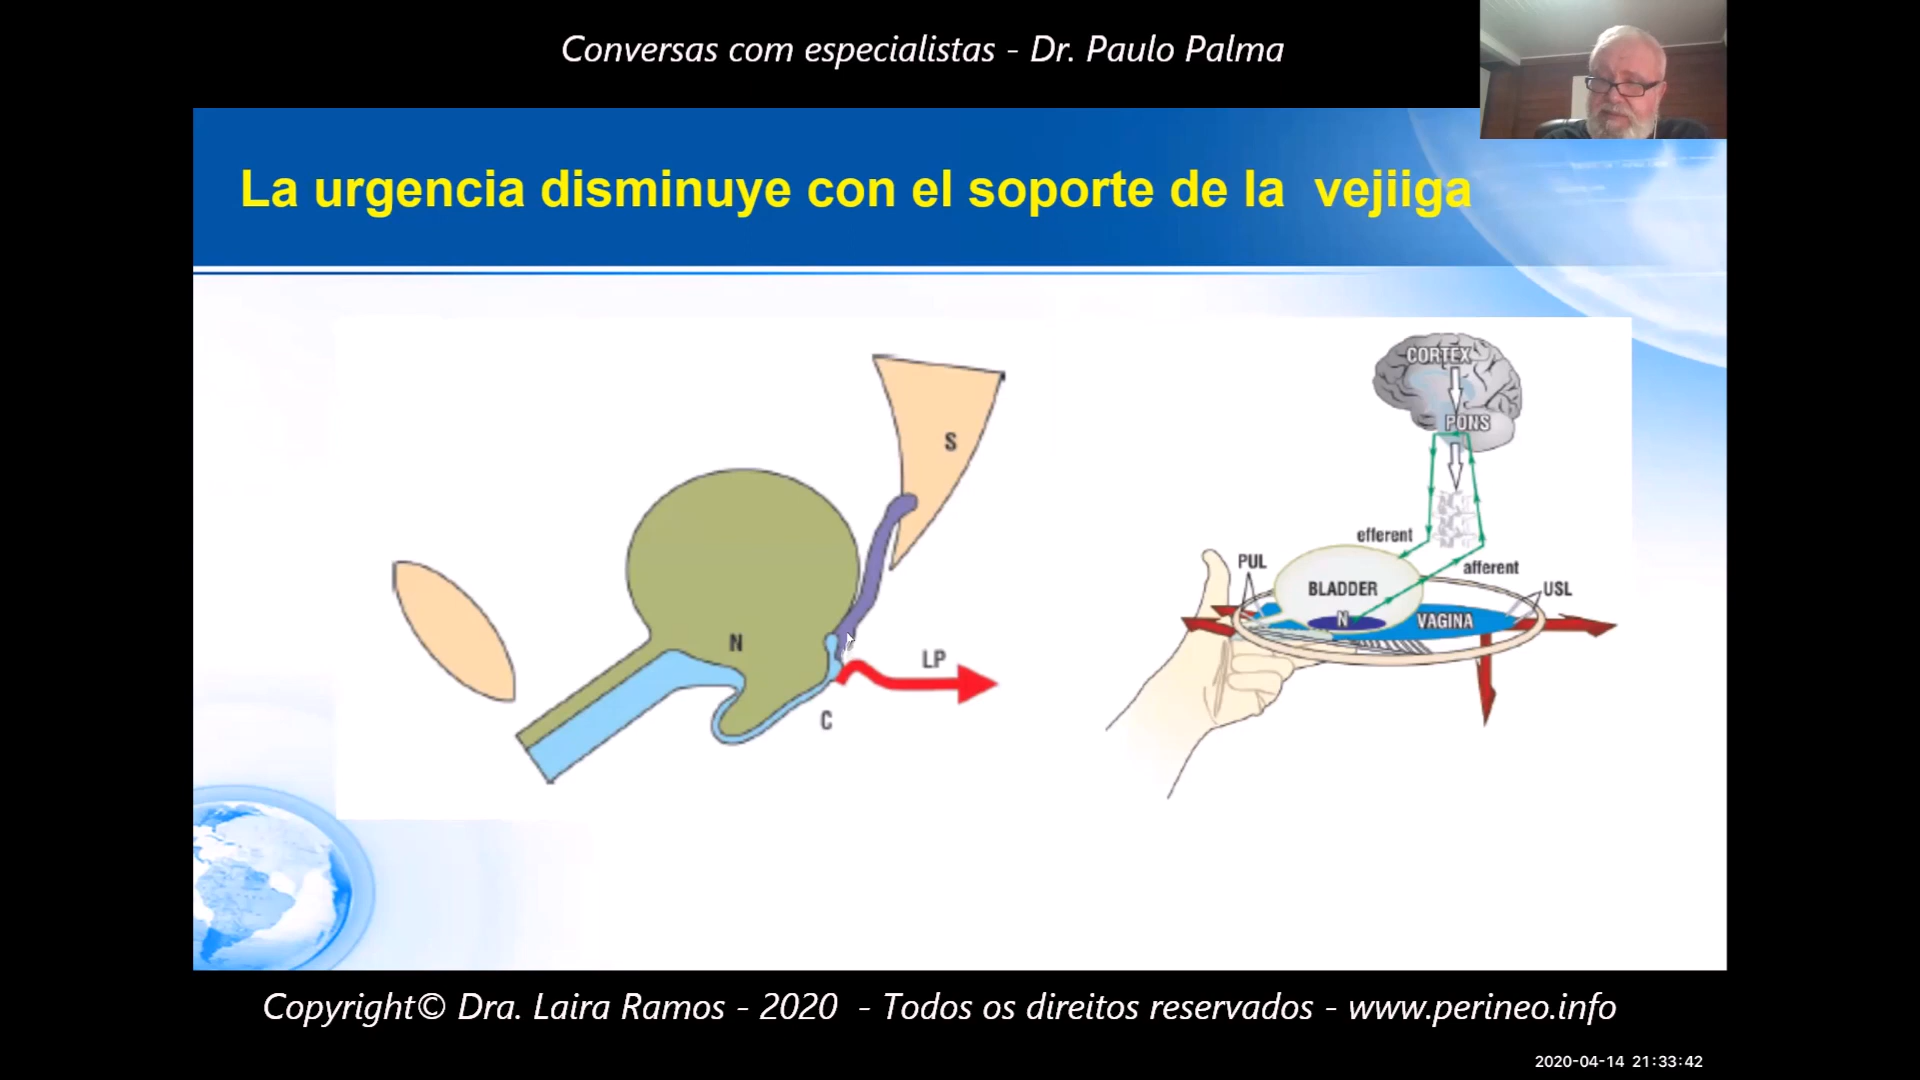 Conversas com especialistas - Dr. Paulo Palma
La urgencia disminuye con el soporte de la vejiiga
S
N
LP
C
CORTEX
PONS
efferent
PUL
afferent
BLADDER
USL
N
VAGINA
Copyright© Dra. Laira Ramos - 2020 - Todos os direitos reservados - www.perineo.info
2020-04-14 21:33:42